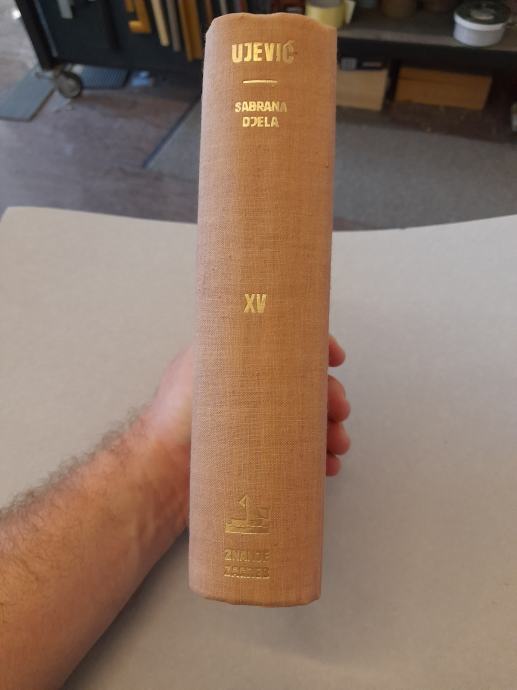 UJEVIĆ
SABRANA
DJELA
XV
ZNANJE
ZAGREB